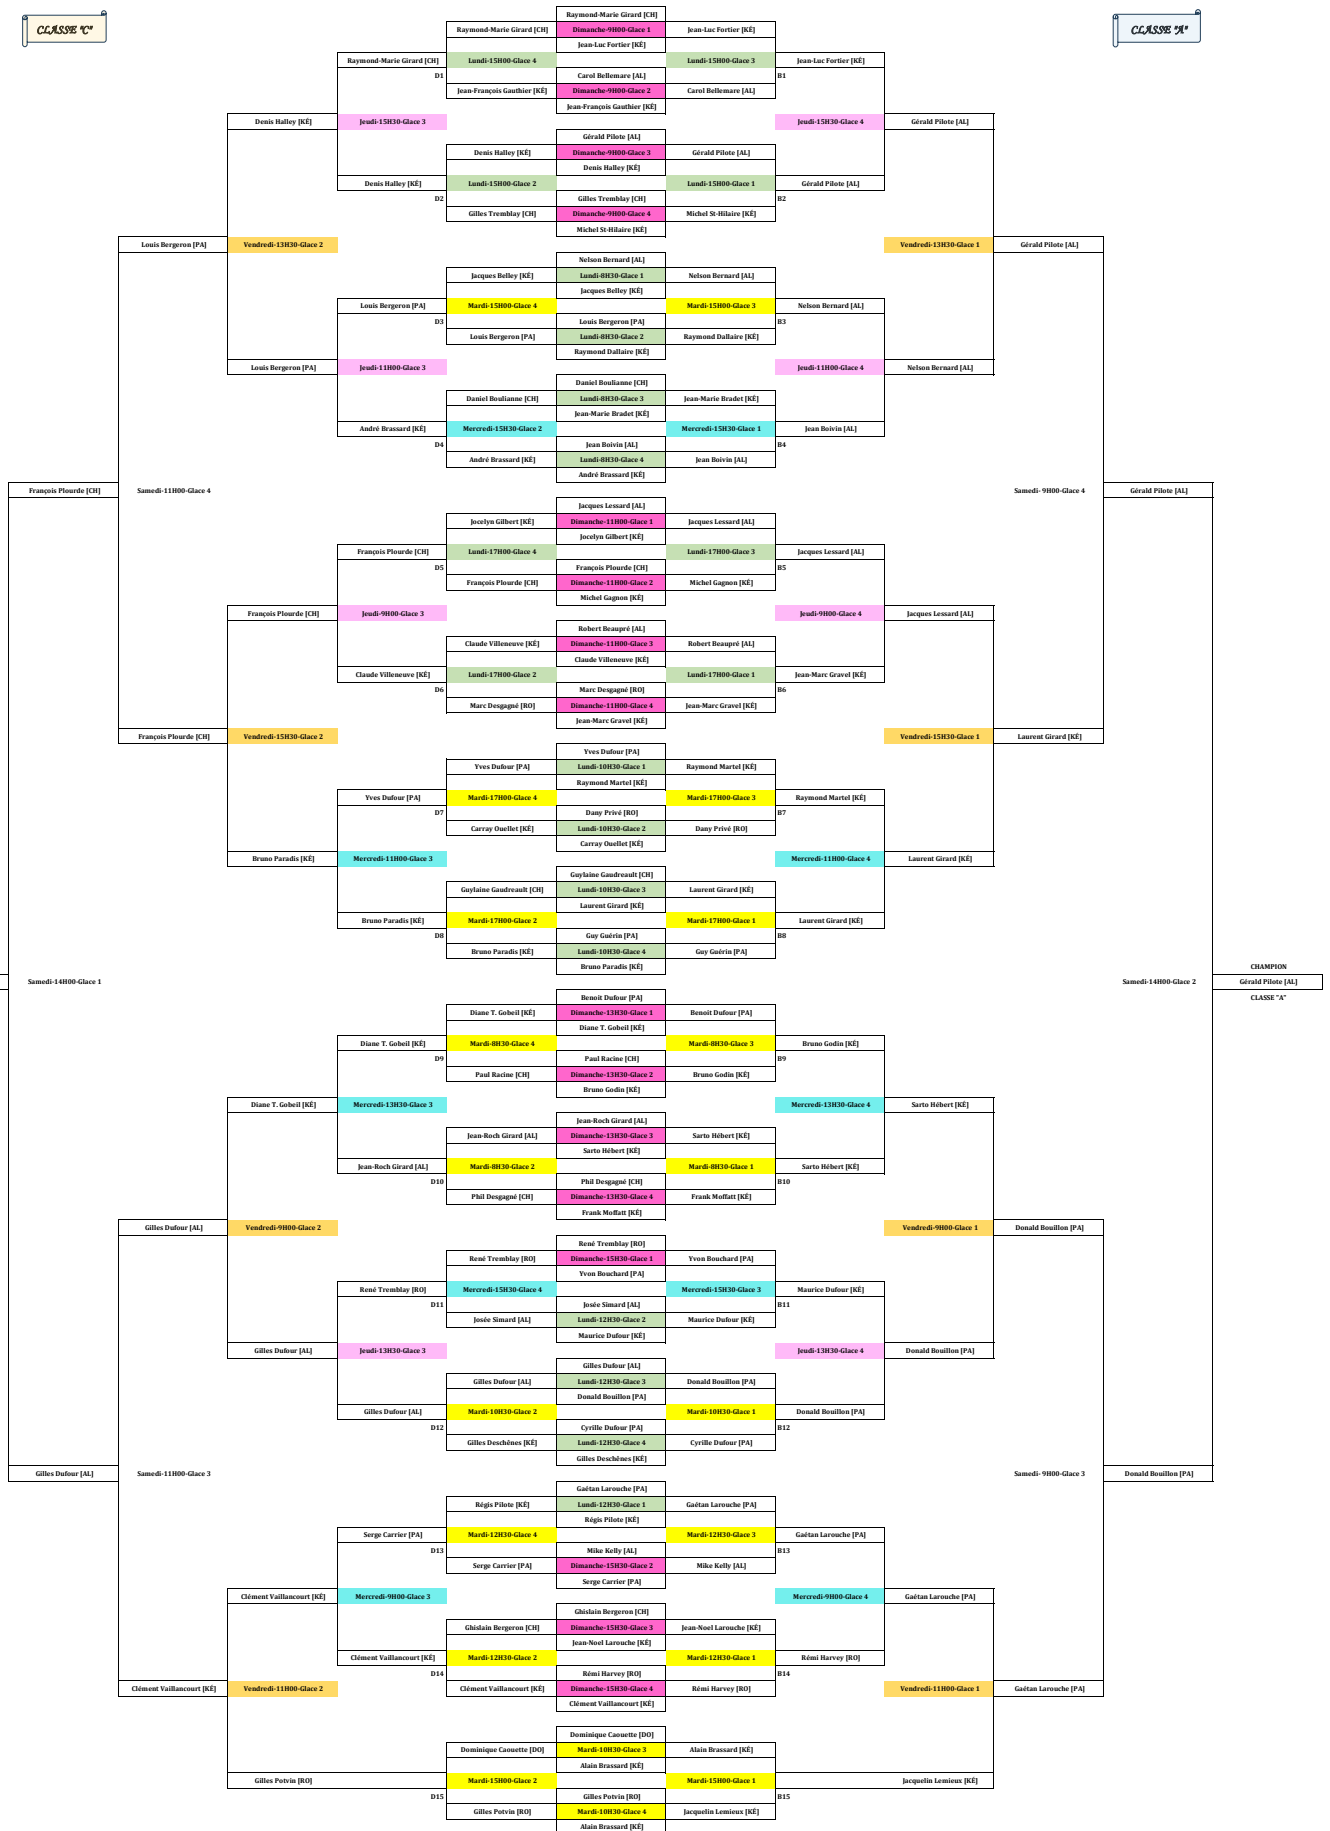 Raymond-Marie Girard [CH]
CLASSE "C"
CLASSE "A"
Raymond-Marie Girard [CH] Dimanche-9H00-Glace 1 Jean-Luc Fortier [KÉ]
Jean-Luc Fortier [KÉ]
Raymond-Marie Girard [CH] Lundi-15H00-Glace 4 Lundi-15H00-Glace 3 Jean-Luc Fortier [KÉ]
D1 Carol Bellemare [AL] B1
Jean-François Gauthier [KÉ] Dimanche-9H00-Glace 2 Carol Bellemare [AL]
Jean-François Gauthier [KÉ]
Denis Halley [KÉ] Jeudi-15H30-Glace 3 Jeudi-15H30-Glace 4 Gérald Pilote [AL]
Gérald Pilote [AL]
Denis Halley [KÉ] Dimanche-9H00-Glace 3 Gérald Pilote [AL]
Denis Halley [KÉ]
Denis Halley [KÉ] Lundi-15H00-Glace 2 Lundi-15H00-Glace 1 Gérald Pilote [AL]
D2 Gilles Tremblay [CH] B2
Gilles Tremblay [CH] Dimanche-9H00-Glace 4 Michel St-Hilaire [KÉ]
Michel St-Hilaire [KÉ]
Louis Bergeron [PA] Vendredi-13H30-Glace 2 Vendredi-13H30-Glace 1 Gérald Pilote [AL]
Nelson Bernard [AL]
Jacques Belley [KÉ] Lundi-8H30-Glace 1 Nelson Bernard [AL]
Jacques Belley [KÉ]
Louis Bergeron [PA] Mardi-15H00-Glace 4 Mardi-15H00-Glace 3 Nelson Bernard [AL]
D3 Louis Bergeron [PA] B3
Louis Bergeron [PA] Lundi-8H30-Glace 2 Raymond Dallaire [KÉ]
Raymond Dallaire [KÉ]
Louis Bergeron [PA] Jeudi-11H00-Glace 3 Jeudi-11H00-Glace 4 Nelson Bernard [AL]
Daniel Boulianne [CH]
Daniel Boulianne [CH] Lundi-8H30-Glace 3 Jean-Marie Bradet [KÉ]
Jean-Marie Bradet [KÉ]
André Brassard [KÉ] Mercredi-15H30-Glace 2 Mercredi-15H30-Glace 1 Jean Boivin [AL]
D4 Jean Boivin [AL] B4
André Brassard [KÉ] Lundi-8H30-Glace 4 Jean Boivin [AL]
André Brassard [KÉ]
François Plourde [CH] Samedi-11H00-Glace 4 Samedi- 9H00-Glace 4 Gérald Pilote [AL]
Jacques Lessard [AL]
Jocelyn Gilbert [KÉ] Dimanche-11H00-Glace 1 Jacques Lessard [AL]
Jocelyn Gilbert [KÉ]
François Plourde [CH] Lundi-17H00-Glace 4 Lundi-17H00-Glace 3 Jacques Lessard [AL]
D5 François Plourde [CH] B5
François Plourde [CH] Dimanche-11H00-Glace 2 Michel Gagnon [KÉ]
Michel Gagnon [KÉ]
François Plourde [CH] Jeudi-9H00-Glace 3 Jeudi-9H00-Glace 4 Jacques Lessard [AL]
Robert Beaupré [AL]
Claude Villeneuve [KÉ] Dimanche-11H00-Glace 3 Robert Beaupré [AL]
Claude Villeneuve [KÉ]
Claude Villeneuve [KÉ] Lundi-17H00-Glace 2 Lundi-17H00-Glace 1 Jean-Marc Gravel [KÉ]
D6 Marc Desgagné [RO] B6
Marc Desgagné [RO] Dimanche-11H00-Glace 4 Jean-Marc Gravel [KÉ]
Jean-Marc Gravel [KÉ]
François Plourde [CH] Vendredi-15H30-Glace 2 Vendredi-15H30-Glace 1 Laurent Girard [KÉ]
Yves Dufour [PA]
Yves Dufour [PA] Lundi-10H30-Glace 1 Raymond Martel [KÉ]
Raymond Martel [KÉ]
Yves Dufour [PA] Mardi-17H00-Glace 4 Mardi-17H00-Glace 3 Raymond Martel [KÉ]
D7 Dany Privé [RO] B7
Carray Ouellet [KÉ] Lundi-10H30-Glace 2 Dany Privé [RO]
Carray Ouellet [KÉ]
Bruno Paradis [KÉ] Mercredi-11H00-Glace 3 Mercredi-11H00-Glace 4 Laurent Girard [KÉ]
Guylaine Gaudreault [CH]
Guylaine Gaudreault [CH] Lundi-10H30-Glace 3 Laurent Girard [KÉ]
Laurent Girard [KÉ]
Bruno Paradis [KÉ] Mardi-17H00-Glace 2 Mardi-17H00-Glace 1 Laurent Girard [KÉ]
D8 Guy Guérin [PA] B8
Bruno Paradis [KÉ] Lundi-10H30-Glace 4 Guy Guérin [PA]
Bruno Paradis [KÉ] CHAMPION
Samedi-14H00-Glace 1 Samedi-14H00-Glace 2 Gérald Pilote [AL]
Benoit Dufour [PA] CLASSE "A"
Diane T. Gobeil [KÉ] Dimanche-13H30-Glace 1 Benoit Dufour [PA]
Diane T. Gobeil [KÉ]
Diane T. Gobeil [KÉ] Mardi-8H30-Glace 4 Mardi-8H30-Glace 3 Bruno Godin [KÉ]
D9 Paul Racine [CH] B9
Paul Racine [CH] Dimanche-13H30-Glace 2 Bruno Godin [KÉ]
Bruno Godin [KÉ]
Diane T. Gobeil [KÉ] Mercredi-13H30-Glace 3 Mercredi-13H30-Glace 4 Sarto Hébert [KÉ]
Jean-Roch Girard [AL]
Jean-Roch Girard [AL] Dimanche-13H30-Glace 3 Sarto Hébert [KÉ]
Sarto Hébert [KÉ]
Jean-Roch Girard [AL] Mardi-8H30-Glace 2 Mardi-8H30-Glace 1 Sarto Hébert [KÉ]
D10 Phil Desgagné [CH] B10
Phil Desgagné [CH] Dimanche-13H30-Glace 4 Frank Moffatt [KÉ]
Frank Moffatt [KÉ]
Gilles Dufour [AL] Vendredi-9H00-Glace 2 Vendredi-9H00-Glace 1 Donald Bouillon [PA]
René Tremblay [RO]
René Tremblay [RO] Dimanche-15H30-Glace 1 Yvon Bouchard [PA]
Yvon Bouchard [PA]
René Tremblay [RO] Mercredi-15H30-Glace 4 Mercredi-15H30-Glace 3 Maurice Dufour [KÉ]
D11 Josée Simard [AL] B11
Josée Simard [AL] Lundi-12H30-Glace 2 Maurice Dufour [KÉ]
Maurice Dufour [KÉ]
Gilles Dufour [AL] Jeudi-13H30-Glace 3 Jeudi-13H30-Glace 4 Donald Bouillon [PA]
Gilles Dufour [AL]
Gilles Dufour [AL] Lundi-12H30-Glace 3 Donald Bouillon [PA]
Donald Bouillon [PA]
Gilles Dufour [AL] Mardi-10H30-Glace 2 Mardi-10H30-Glace 1 Donald Bouillon [PA]
D12 Cyrille Dufour [PA] B12
Gilles Deschênes [KÉ] Lundi-12H30-Glace 4 Cyrille Dufour [PA]
Gilles Deschênes [KÉ]
Gilles Dufour [AL] Samedi-11H00-Glace 3 Samedi- 9H00-Glace 3 Donald Bouillon [PA]
Gaëtan Larouche [PA]
Régis Pilote [KÉ] Lundi-12H30-Glace 1 Gaëtan Larouche [PA]
Régis Pilote [KÉ]
Serge Carrier [PA] Mardi-12H30-Glace 4 Mardi-12H30-Glace 3 Gaëtan Larouche [PA]
D13 Mike Kelly [AL] B13
Serge Carrier [PA] Dimanche-15H30-Glace 2 Mike Kelly [AL]
Serge Carrier [PA]
Clément Vaillancourt [KÉ] Mercredi-9H00-Glace 3 Mercredi-9H00-Glace 4 Gaëtan Larouche [PA]
Ghislain Bergeron [CH]
Ghislain Bergeron [CH] Dimanche-15H30-Glace 3 Jean-Noel Larouche [KÉ]
Jean-Noel Larouche [KÉ]
Clément Vaillancourt [KÉ] Mardi-12H30-Glace 2 Mardi-12H30-Glace 1 Rémi Harvey [RO]
D14 Rémi Harvey [RO] B14
Clément Vaillancourt [KÉ] Vendredi-11H00-Glace 2 Clément Vaillancourt [KÉ] Dimanche-15H30-Glace 4 Rémi Harvey [RO] Vendredi-11H00-Glace 1 Gaëtan Larouche [PA]
Clément Vaillancourt [KÉ]
Dominique Caouette [DO]
Dominique Caouette [DO] Mardi-10H30-Glace 3 Alain Brassard [KÉ]
Alain Brassard [KÉ]
Gilles Potvin [RO] Mardi-15H00-Glace 2 Mardi-15H00-Glace 1 Jacquelin Lemieux [KÉ]
D15 Gilles Potvin [RO] B15
Gilles Potvin [RO] Mardi-10H30-Glace 4 Jacquelin Lemieux [KÉ]
Alain Brassard [KÉ]